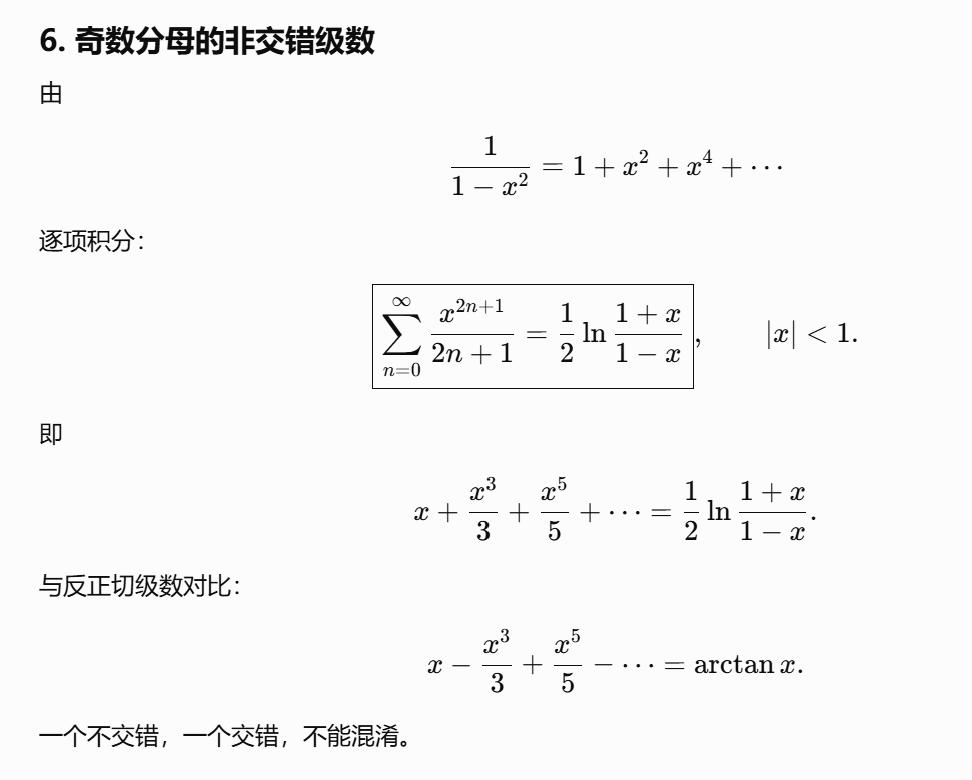 6. 奇数分母的非交错级数
由
$\frac{1}{1-x^2} = 1 + x^2 + x^4 + \cdots$
逐项积分：
$\boxed{\sum_{n=0}^{\infty} \frac{x^{2n+1}}{2n+1} = \frac{1}{2} \ln \frac{1+x}{1-x}}, \qquad |x| < 1.$
即
$x + \frac{x^3}{3} + \frac{x^5}{5} + \cdots = \frac{1}{2} \ln \frac{1+x}{1-x}.$
与反正切级数对比：
$x - \frac{x^3}{3} + \frac{x^5}{5} - \cdots = \arctan x.$
一个不交错，一个交错，不能混淆。